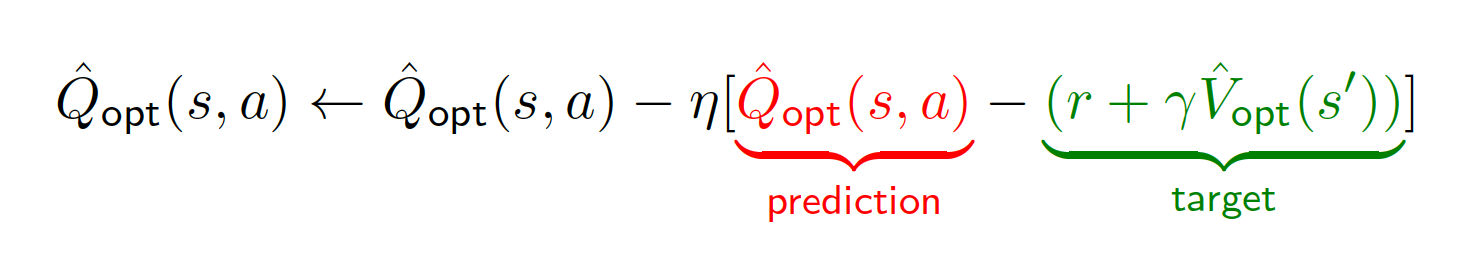 Q̂opt(s, a) ← Q̂opt(s, a) − η[Q̂opt(s, a) − (r + γV̂opt(s′))]
prediction target